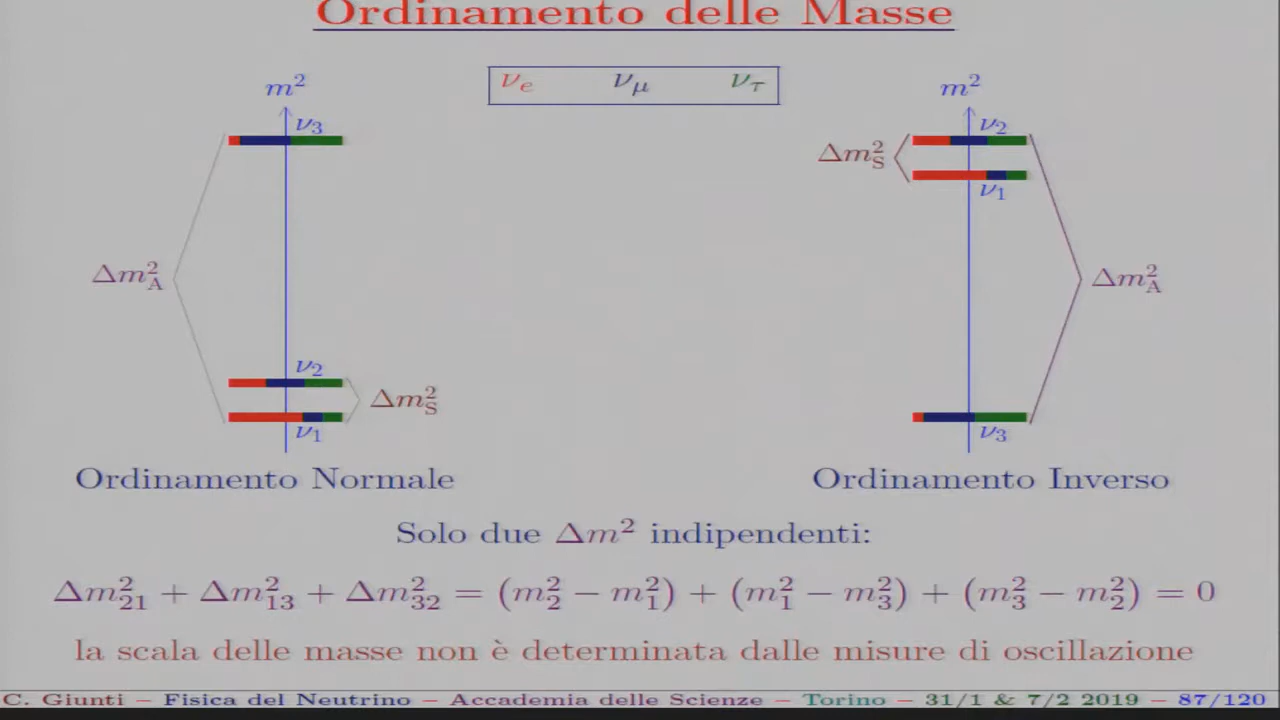 Ordinamento delle Masse
νe νμ ντ
m² m²
ν3 ν2
Δm²S
ν1
Δm²A Δm²A
ν2
Δm²S
ν1 ν3
Ordinamento Normale Ordinamento Inverso
Solo due Δm² indipendenti:
Δm²21 + Δm²13 + Δm²32 = (m²2 − m²1) + (m²1 − m²3) + (m²3 − m²2) = 0
la scala delle masse non è determinata dalle misure di oscillazione
C. Giunti − Fisica del Neutrino − Accademia delle Scienze − Torino − 31/1 & 7/2 2019 − 87/120